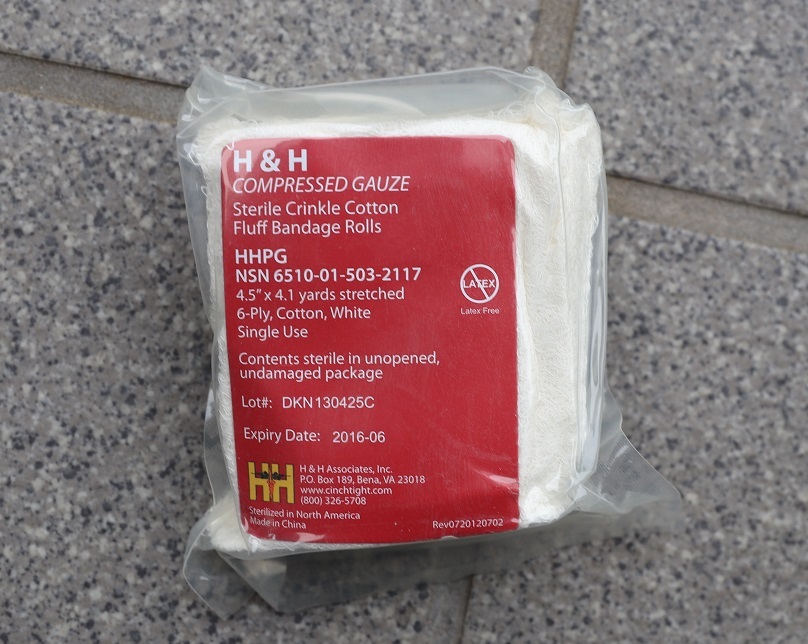 H & H
COMPRESSED GAUZE
Sterile Crinkle Cotton
Fluff Bandage Rolls
HHPG
NSN 6510-01-503-2117
4.5" x 4.1 yards stretched
6-Ply, Cotton, White
Single Use
LATEX
Latex Free
Contents sterile in unopened,
undamaged package
Lot#: DKN130425C
Expiry Date: 2016-06
HH
H & H Associates, Inc.
P.O. Box 189, Bena, VA 23018
www.cinchtight.com
(800) 326-5708
Sterilized in North America
Made in China
Rev0720120702